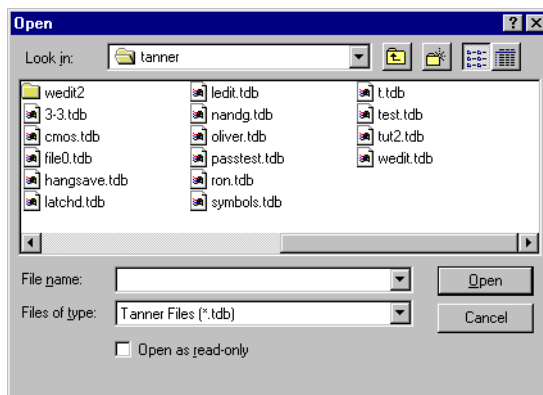 Open
Look in: tanner
wedit2 ledit.tdb t.tdb
3-3.tdb nandg.tdb test.tdb
cmos.tdb oliver.tdb tut2.tdb
file0.tdb passtest.tdb wedit.tdb
hangsave.tdb ron.tdb
latchd.tdb symbols.tdb
File name: Open
Files of type: Tanner Files (*.tdb) Cancel
Open as read-only